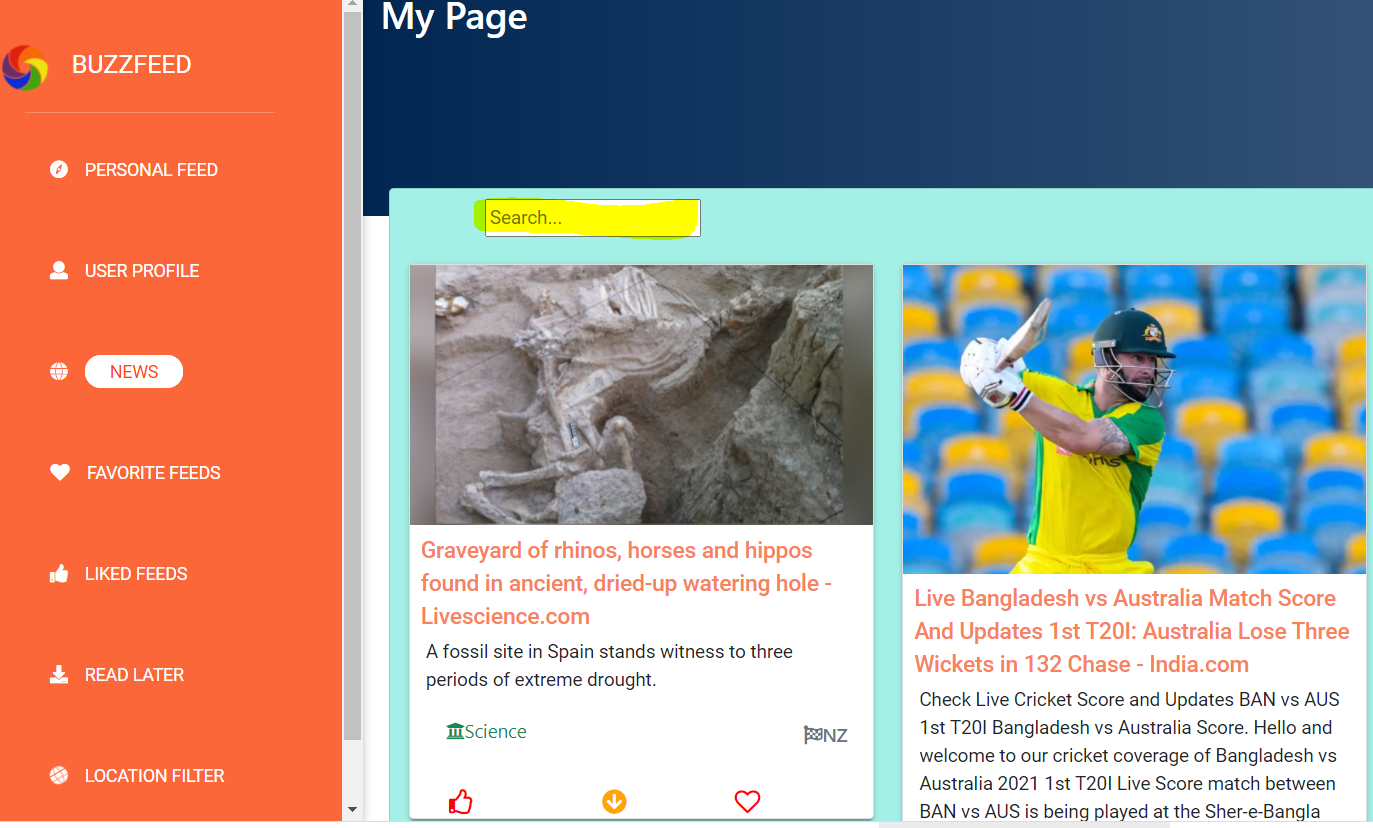 My Page
BUZZFEED
PERSONAL FEED
USER PROFILE
NEWS
FAVORITE FEEDS
LIKED FEEDS
READ LATER
LOCATION FILTER
Search...
Graveyard of rhinos, horses and hippos
found in ancient, dried-up watering hole -
Livescience.com
A fossil site in Spain stands witness to three
periods of extreme drought.
Science
NZ
Live Bangladesh vs Australia Match Score
And Updates 1st T20I: Australia Lose Three
Wickets in 132 Chase - India.com
Check Live Cricket Score and Updates BAN vs AUS
1st T20I Bangladesh vs Australia Score. Hello and
welcome to our cricket coverage of Bangladesh vs
Australia 2021 1st T20I Live Score match between
BAN vs AUS is being played at the Sher-e-Bangla